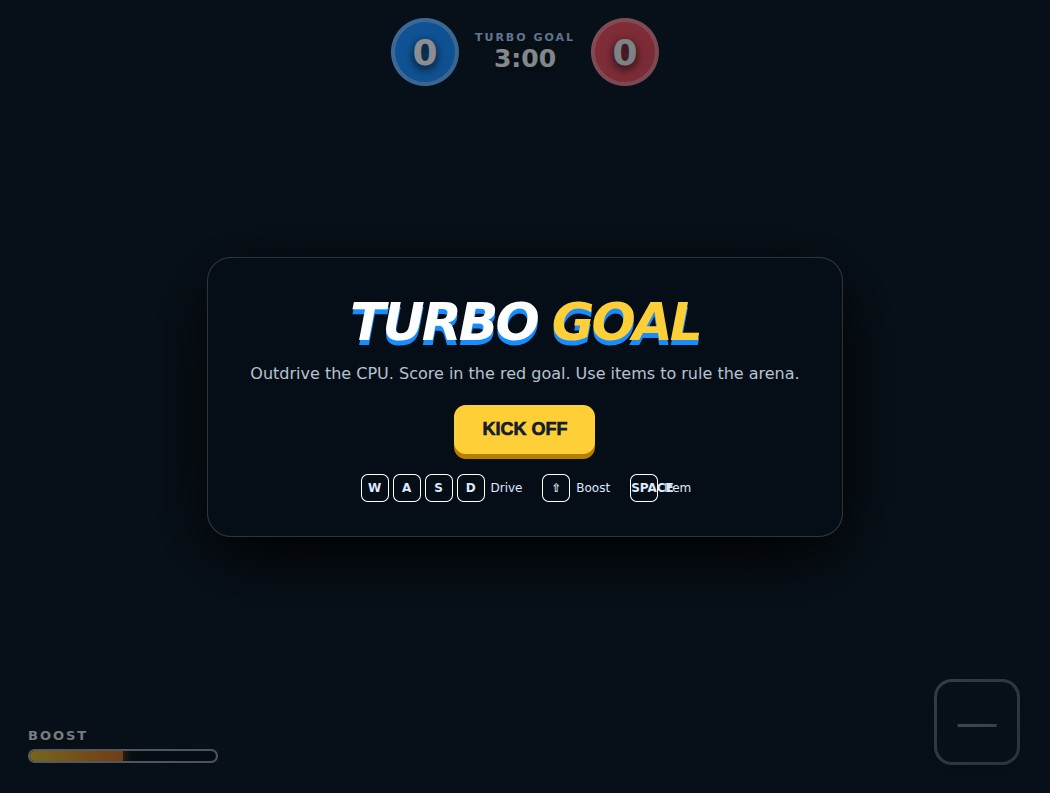 0
TURBO GOAL
3:00
0
TURBO GOAL
Outdrive the CPU. Score in the red goal. Use items to rule the arena.
KICK OFF
W A S D Drive ⇧ Boost SPACE Item
BOOST
—